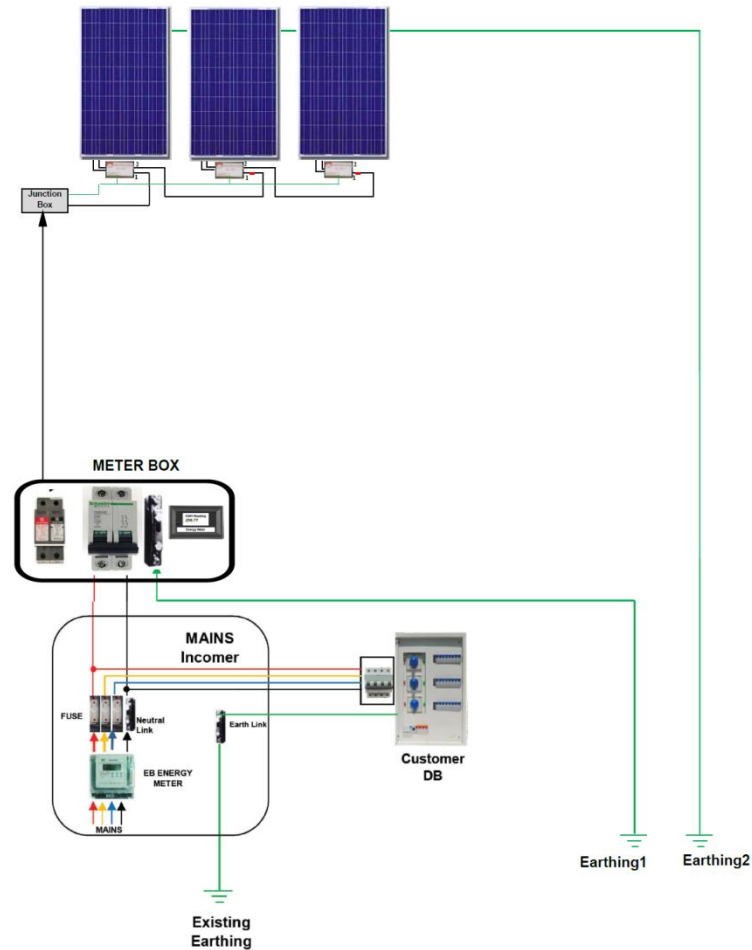 Junction
Box
METER BOX
MAINS
Incomer
FUSE
Neutral
Link
Earth Link
EB ENERGY
METER
MAINS
Customer
DB
Earthing1
Earthing2
Existing
Earthing